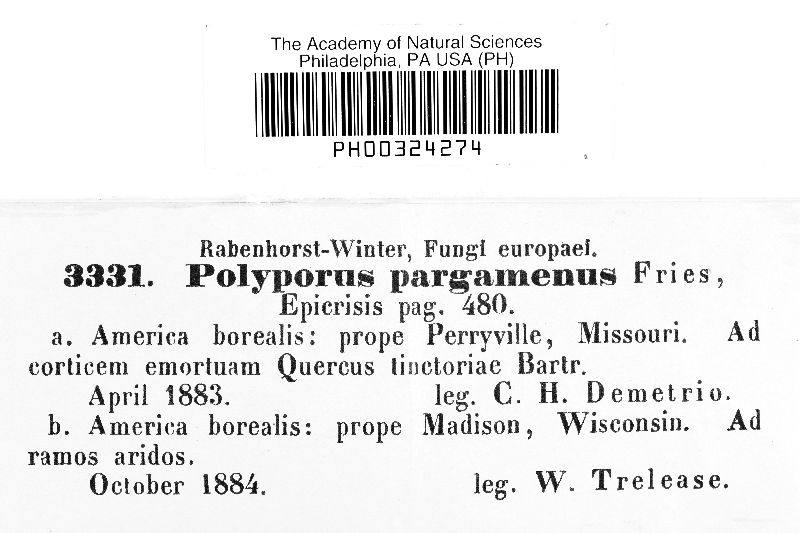 The Academy of Natural Sciences
Philadelphia, PA USA (PH)
PH00324274
Rabenhorst-Winter, Fungi europaei.
3331. Polyporus pargamenus Fries,
Epicrisis pag. 480.
a. America borealis: prope Perryville, Missouri. Ad
corticem emortuam Quercus tinctoriae Bartr.
April 1883. leg. C. H. Demetrio.
b. America borealis: prope Madison, Wisconsin. Ad
ramos aridos.
October 1884. leg. W. Trelease.